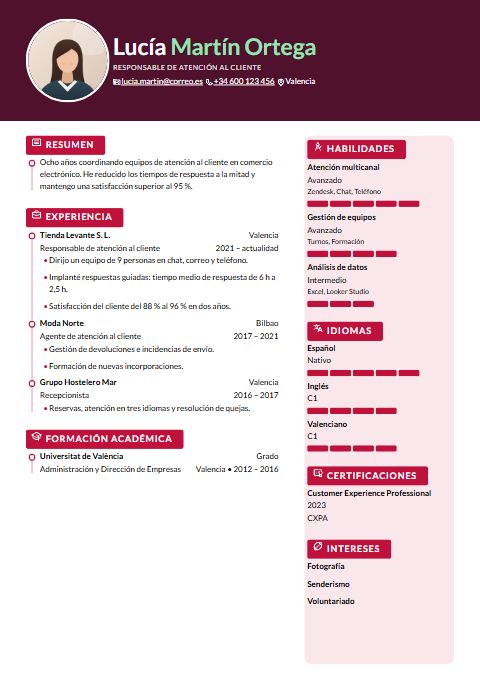 Lucía Martín Ortega
RESPONSABLE DE ATENCIÓN AL CLIENTE
lucia.martin@correo.es +34 600 123 456 Valencia
RESUMEN
Ocho años coordinando equipos de atención al cliente en comercio
electrónico. He reducido los tiempos de respuesta a la mitad y
mantengo una satisfacción superior al 95 %.
EXPERIENCIA
Tienda Levante S. L. Valencia
Responsable de atención al cliente 2021 – actualidad
• Dirijo un equipo de 9 personas en chat, correo y teléfono.
• Implanté respuestas guiadas: tiempo medio de respuesta de 6 h a
2,5 h.
• Satisfacción del cliente del 88 % al 96 % en dos años.
Moda Norte Bilbao
Agente de atención al cliente 2017 – 2021
• Gestión de devoluciones e incidencias de envío.
• Formación de nuevas incorporaciones.
Grupo Hostelero Mar Valencia
Recepcionista 2016 – 2017
• Reservas, atención en tres idiomas y resolución de quejas.
FORMACIÓN ACADÉMICA
Universitat de València Grado
Administración y Dirección de Empresas Valencia • 2012 – 2016
HABILIDADES
Atención multicanal
Avanzado
Zendesk, Chat, Teléfono
Gestión de equipos
Avanzado
Turnos, Formación
Análisis de datos
Intermedio
Excel, Looker Studio
IDIOMAS
Español
Nativo
Inglés
C1
Valenciano
C1
CERTIFICACIONES
Customer Experience Professional
2023
CXPA
INTERESES
Fotografía
Senderismo
Voluntariado